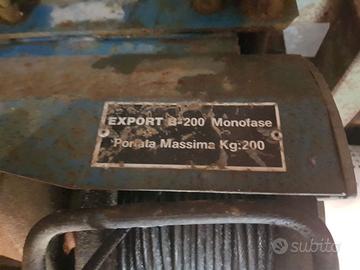 EXPORT B-200 Monofase
Portata Massima Kg:200
subito